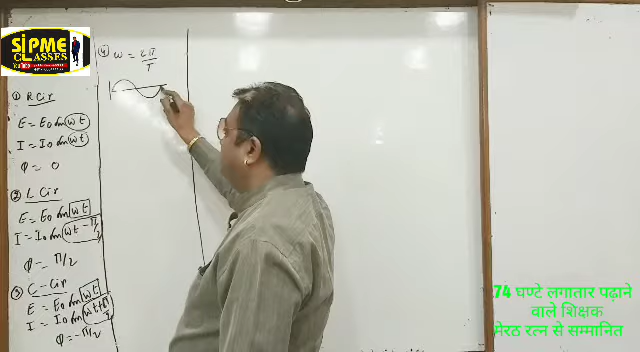 SiPME
CLASSES
YouTube
① R Cir
E = E₀ sin ωt
I = I₀ sin ωt
φ = 0
② L Cir
E = E₀ sin ωt
I = I₀ sin ωt - π/2
φ = π/2
③ C-Cir
E = E₀ sin ωt
I = I₀ sin ωt + π/2
φ = -π/2
④ ω = 2π/T
74 घण्टे लगातार पढ़ाने
वाले शिक्षक
मेरठ रत्न से सम्मानित